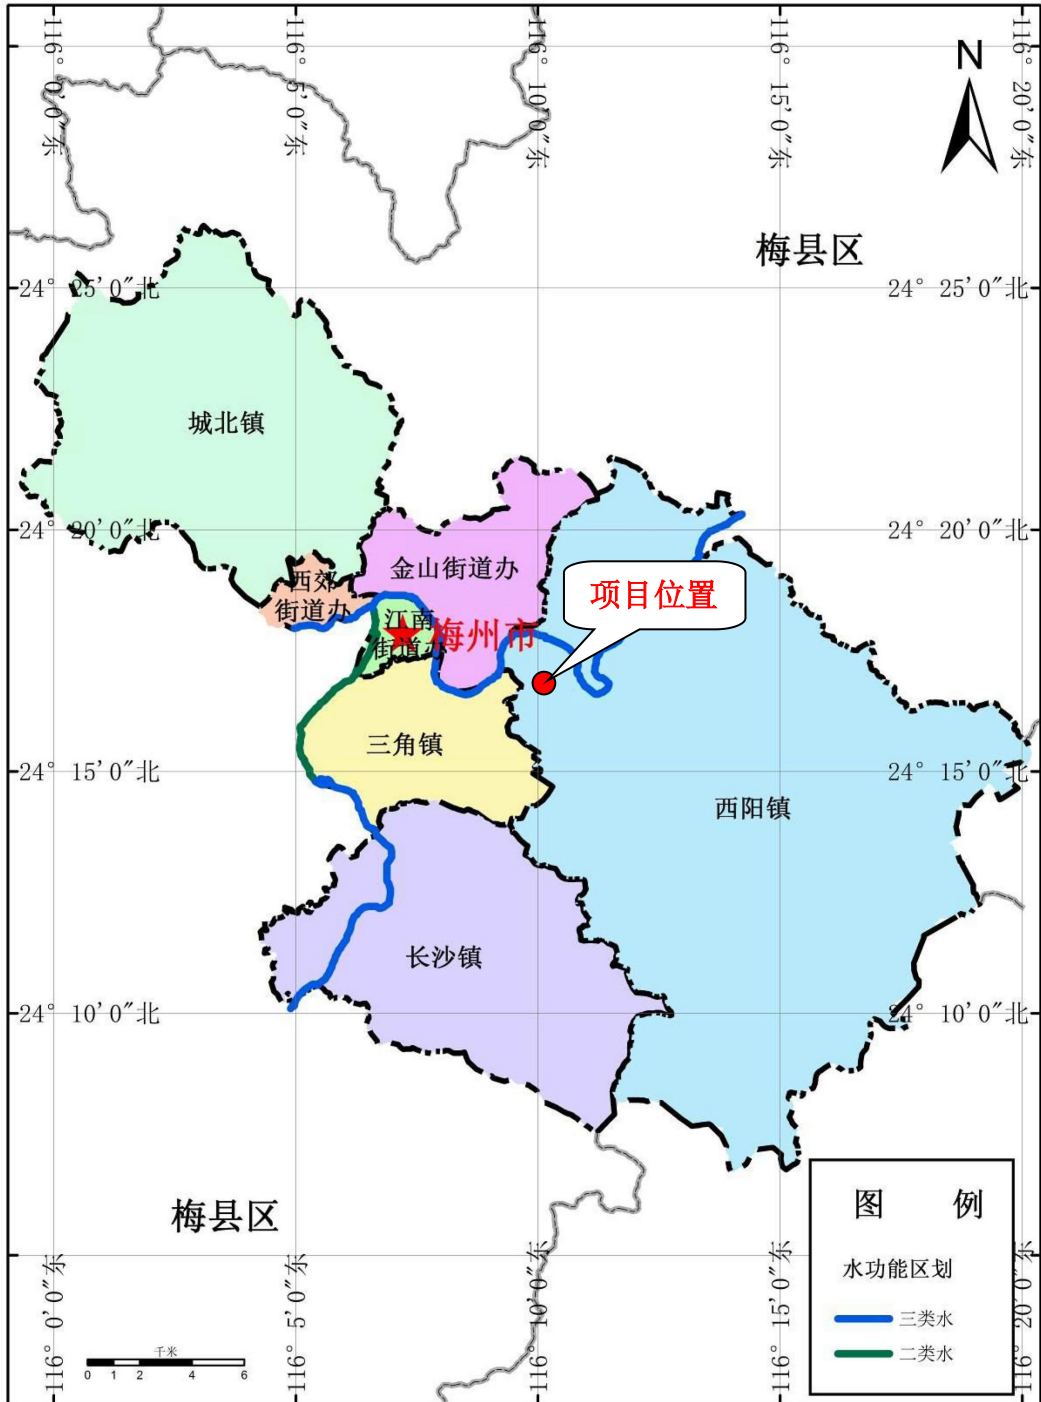 116° 0'0"东
116° 5'0"东
116° 10'0"东
116° 15'0"东
116° 20'0"东
N
梅县区
24° 25'0"北
24° 25'0"北
城北镇
24° 20'0"北
24° 20'0"北
金山街道办
西郊
街道办
项目位置
江南
街道办
梅州市
三角镇
24° 15'0"北
24° 15'0"北
西阳镇
长沙镇
24° 10'0"北
24° 10'0"北
梅县区
图 例
水功能区划
三类水
二类水
千米
0 1 2 4 6
116° 0'0"东
116° 5'0"东
116° 10'0"东
116° 15'0"东
116° 20'0"东